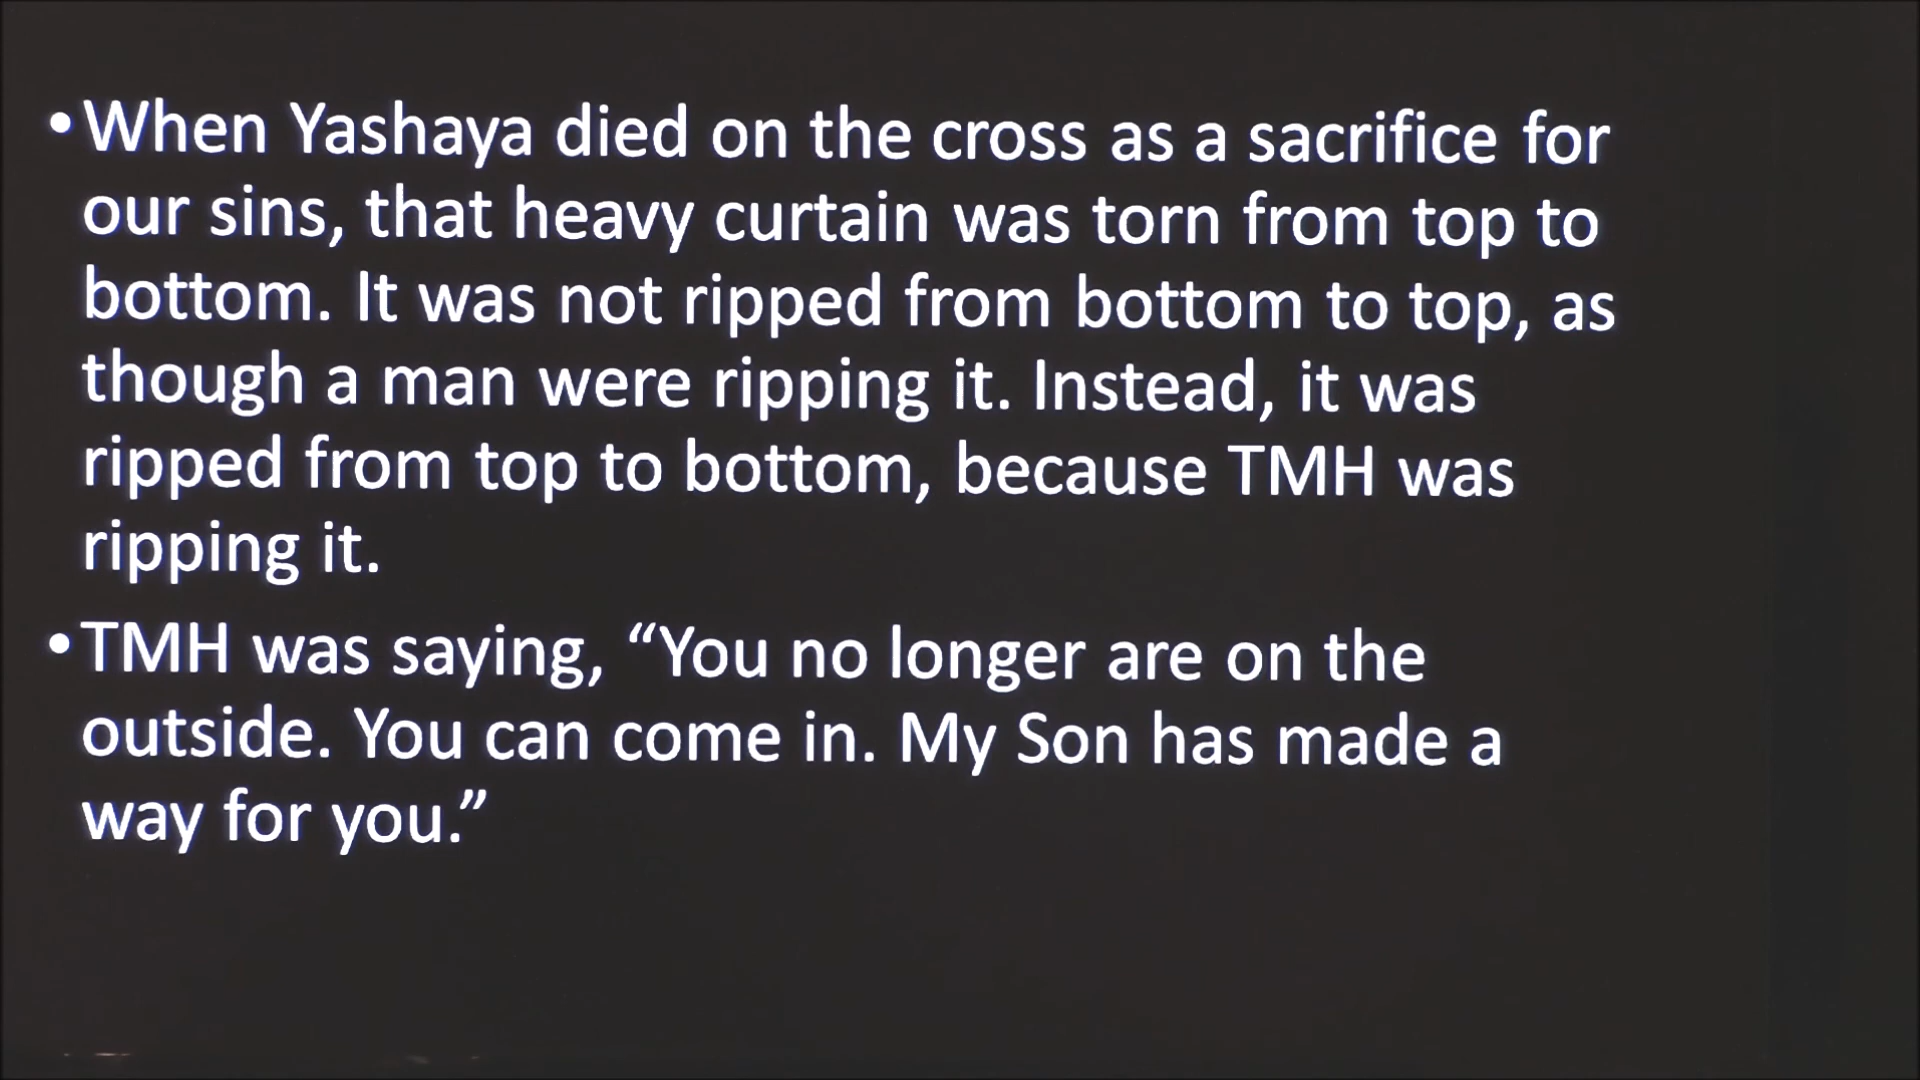 •When Yashaya died on the cross as a sacrifice for
our sins, that heavy curtain was torn from top to
bottom. It was not ripped from bottom to top, as
though a man were ripping it. Instead, it was
ripped from top to bottom, because TMH was
ripping it.
•TMH was saying, “You no longer are on the
outside. You can come in. My Son has made a
way for you.”